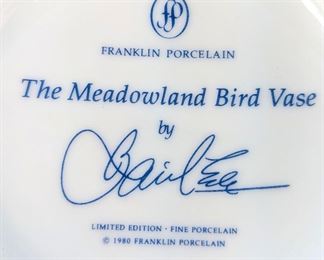 FRANKLIN PORCELAIN
The Meadowland Bird Vase
by
LIMITED EDITION · FINE PORCELAIN
© 1980 FRANKLIN PORCELAIN